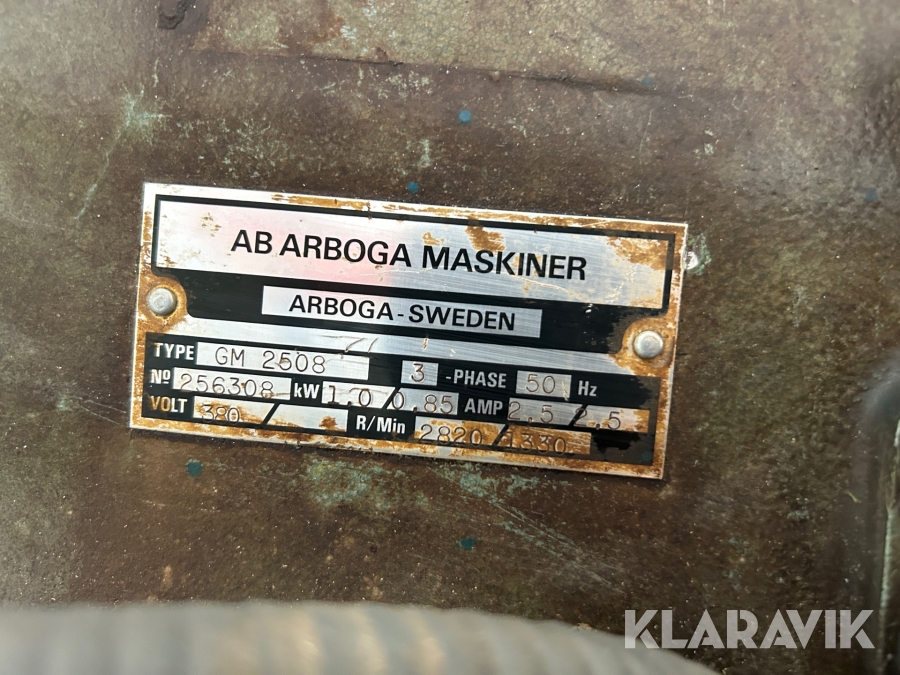 AB ARBOGA MASKINER
ARBOGA-SWEDEN
TYPE GM 2508 3 -PHASE 50 Hz
Nº 256308 kW 1.0/0.85 AMP 2.5/2.5
VOLT 380/ R/Min 2820/1330
KLARAVIK